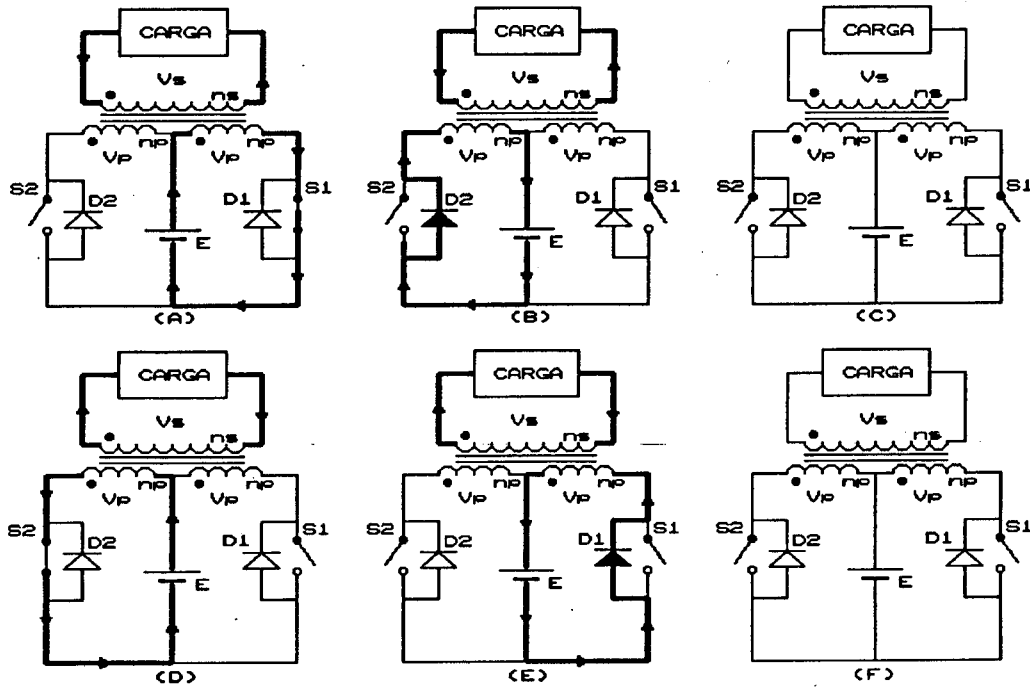 CARGA
Vs
ns
Vp
np
Vp
np
S2
D2
D1
S1
E
(A)
CARGA
Vs
ns
Vp
np
Vp
np
S2
D2
D1
S1
E
(B)
CARGA
Vs
ns
Vp
np
Vp
np
S2
D2
D1
S1
E
(C)
CARGA
Vs
ns
Vp
np
Vp
np
S2
D2
D1
S1
E
(D)
CARGA
Vs
ns
Vp
np
Vp
np
S2
D2
D1
S1
E
(E)
CARGA
Vs
ns
Vp
np
Vp
np
S2
D2
D1
S1
E
(F)